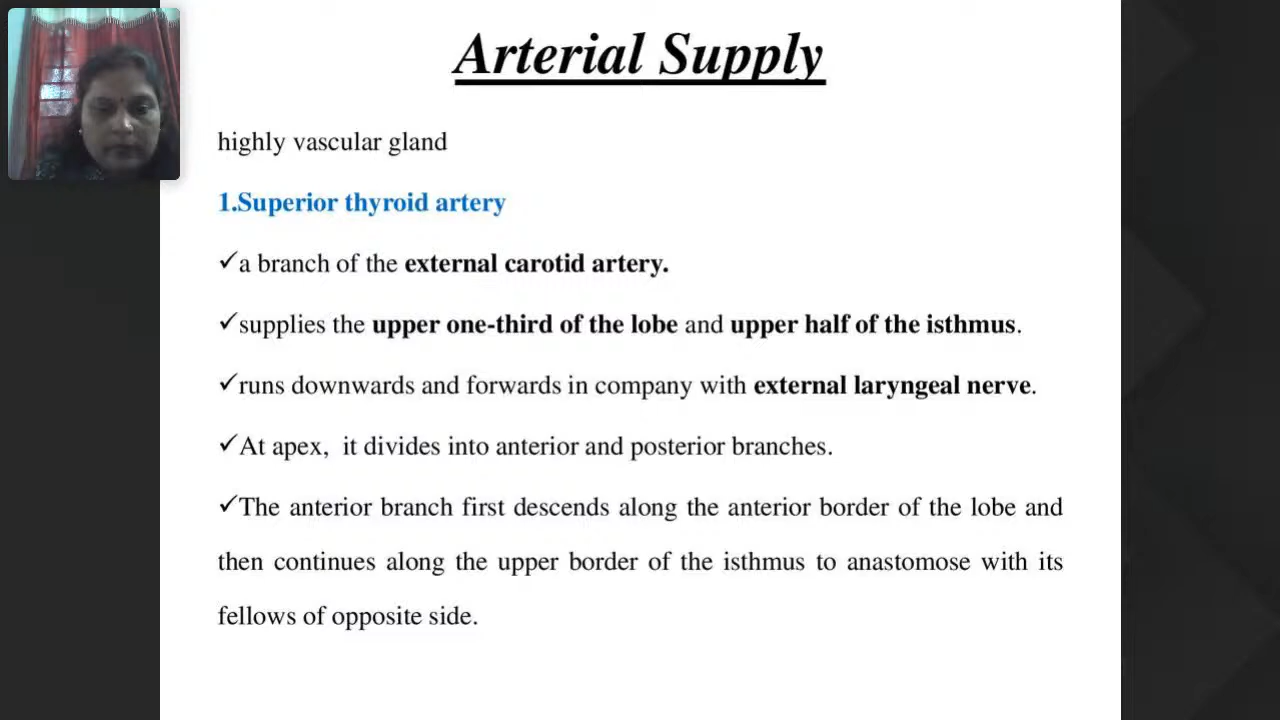 Arterial Supply
highly vascular gland
1.Superior thyroid artery
✓a branch of the external carotid artery.
✓supplies the upper one-third of the lobe and upper half of the isthmus.
✓runs downwards and forwards in company with external laryngeal nerve.
✓At apex,  it divides into anterior and posterior branches.
✓The anterior branch first descends along the anterior border of the lobe and
then continues along the upper border of the isthmus to anastomose with its
fellows of opposite side.